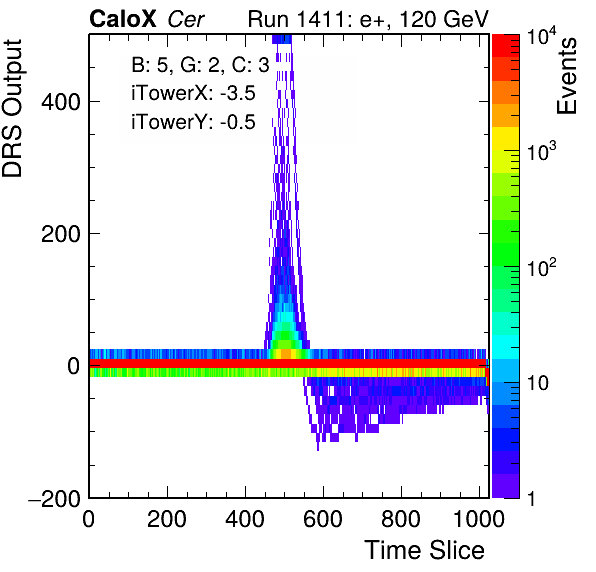 CaloX Cer Run 1411: e+, 120 GeV
DRS Output
Events
B: 5, G: 2, C: 3
iTowerX: -3.5
iTowerY: -0.5
400
200
0
−200
0 200 400 600 800 1000
Time Slice
10⁴
10³
10²
10
1